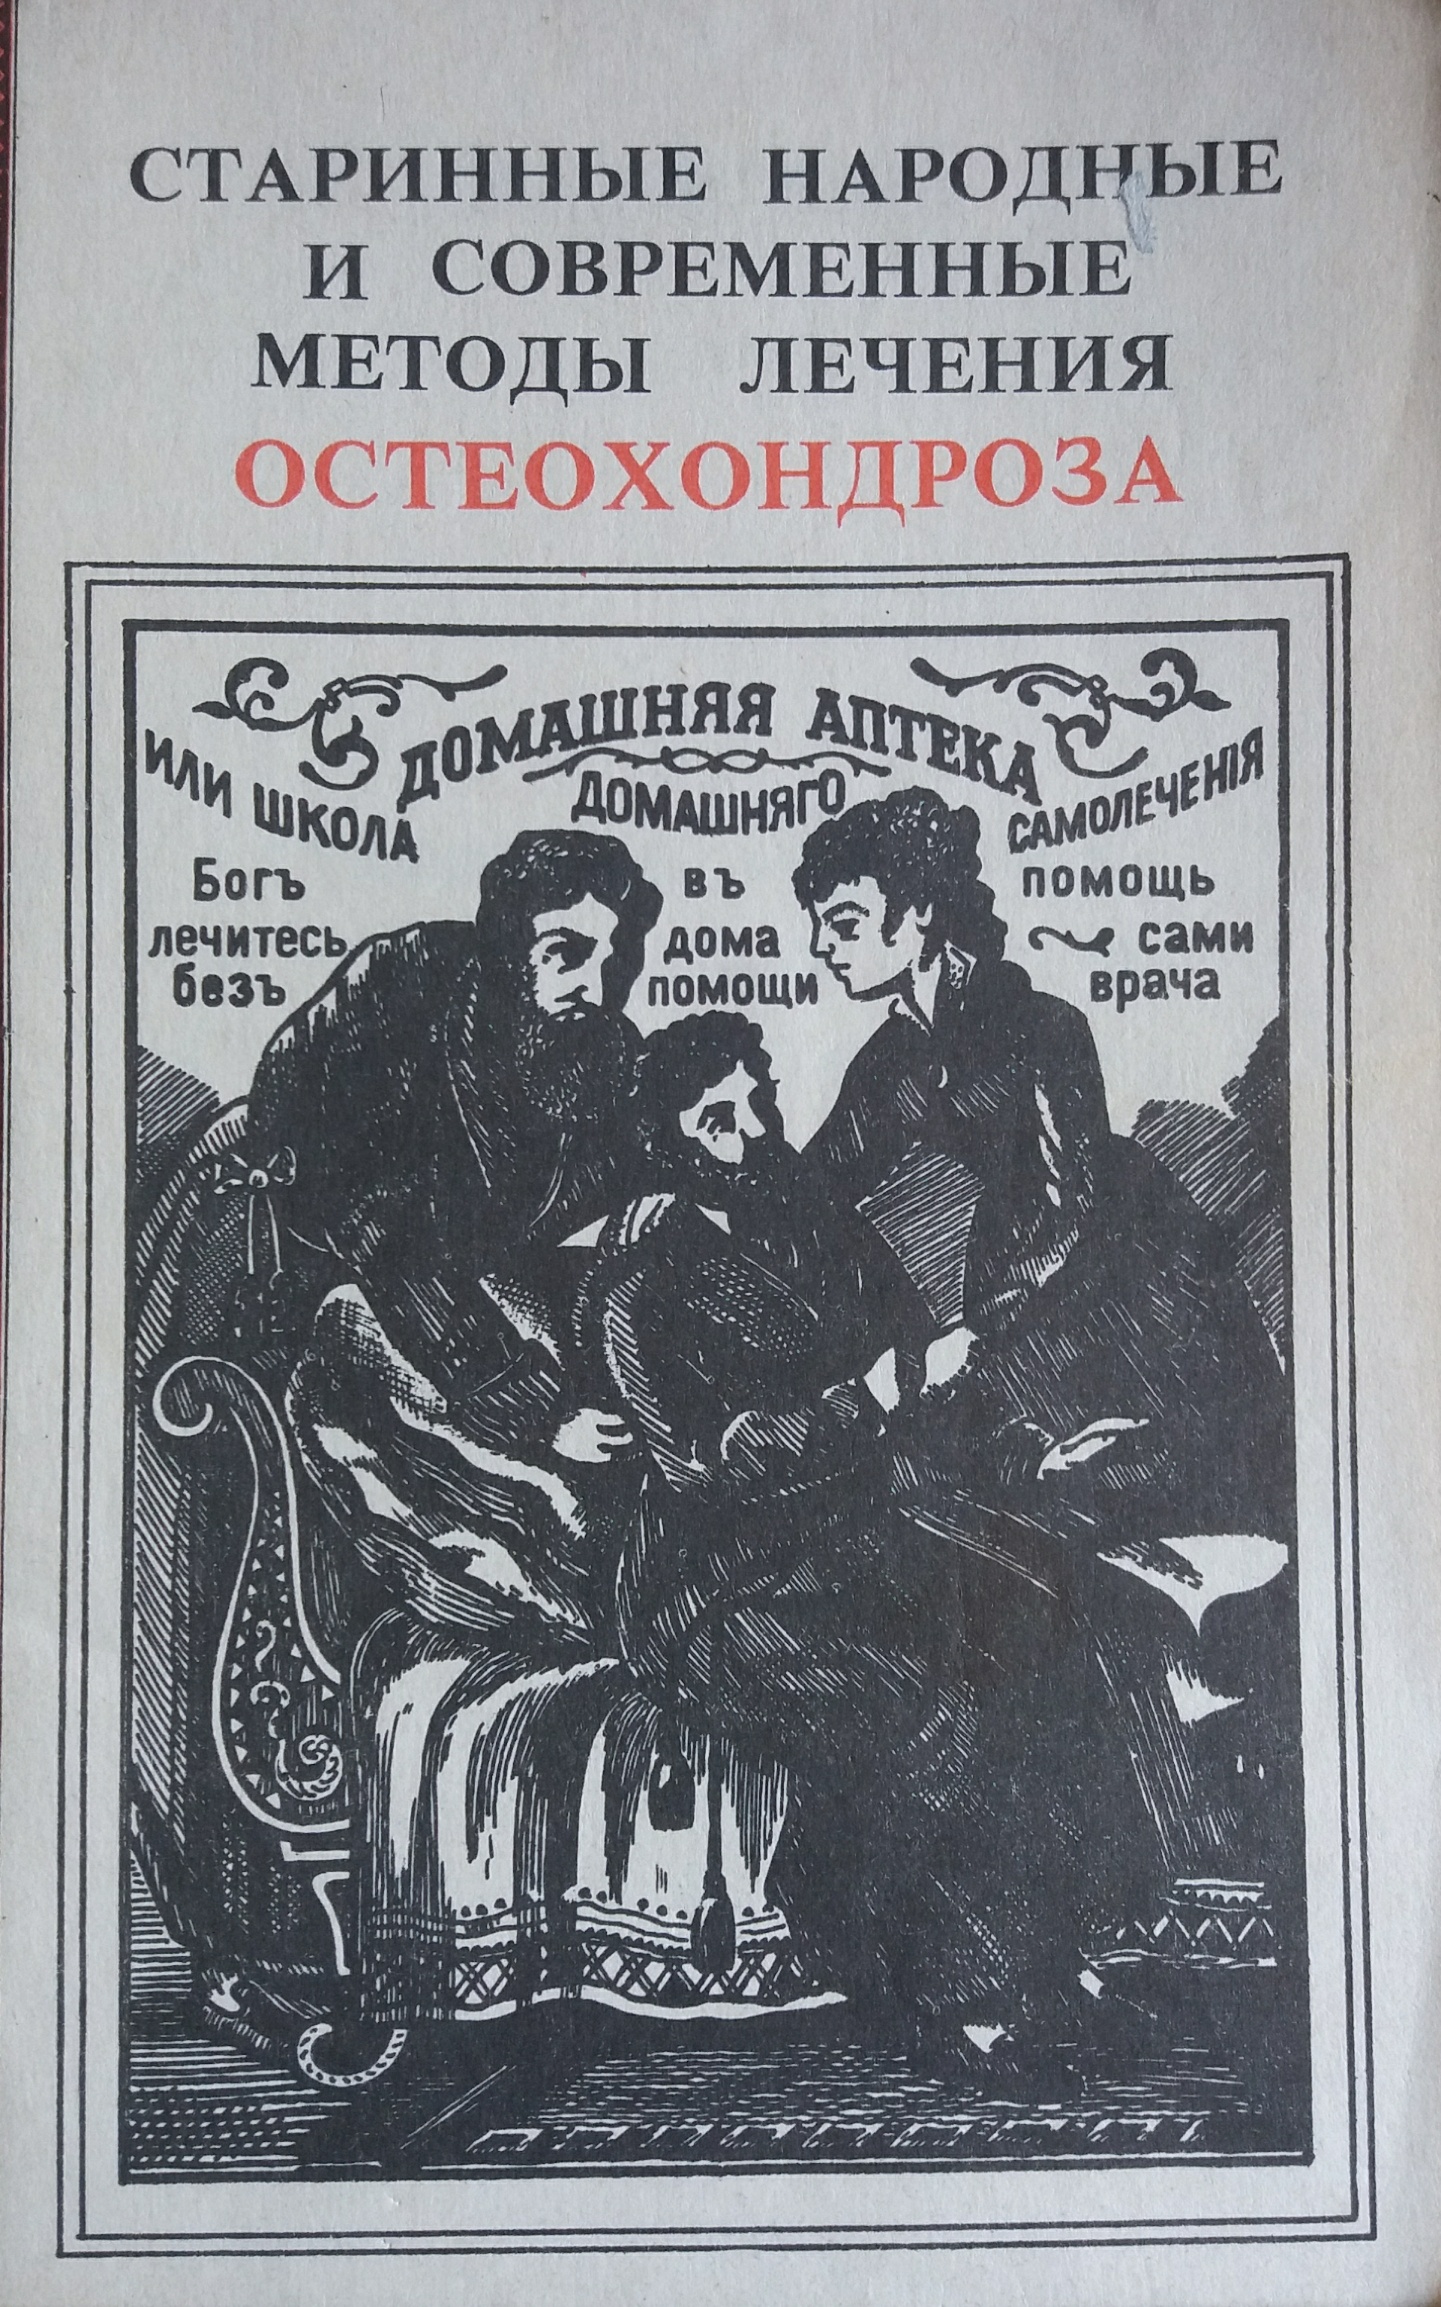 СТАРИННЫЕ НАРОДНЫЕ
И СОВРЕМЕННЫЕ
МЕТОДЫ ЛЕЧЕНИЯ
ОСТЕОХОНДРОЗА
ДОМАШНЯЯ АПТЕКА
ИЛИ ШКОЛА ДОМАШНЯГО САМОЛЕЧЕНІЯ
Богъ въ помощь
лечитесь дома сами
безъ помощи врача